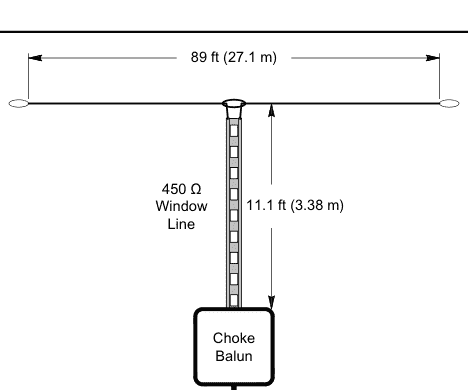 89 ft (27.1 m)
450 Ω
Window
Line
11.1 ft (3.38 m)
Choke
Balun